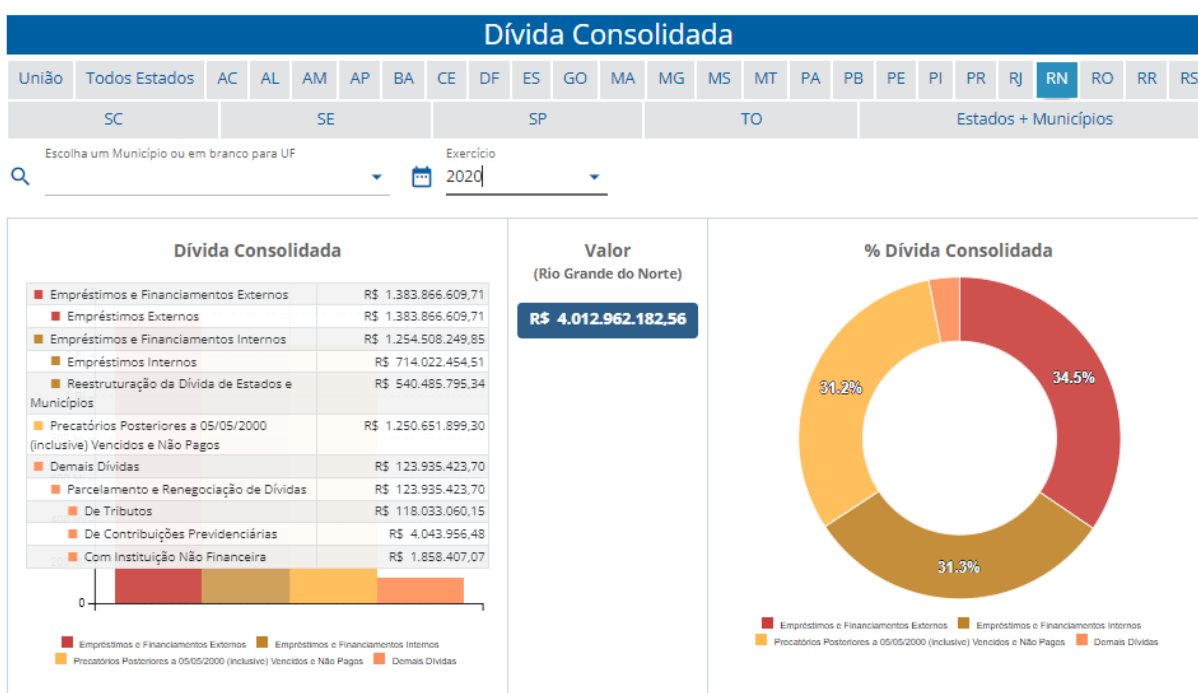 Dívida Consolidada
União Todos Estados AC AL AM AP BA CE DF ES GO MA MG MS MT PA PB PE PI PR RJ RN RO RR RS
SC SE SP TO Estados + Municípios
Escolha um Município ou em branco para UF
Exercício
2020
Dívida Consolidada
Empréstimos e Financiamentos Externos R$ 1.383.866.609,71
Empréstimos Externos R$ 1.383.866.609,71
Empréstimos e Financiamentos Internos R$ 1.254.508.249,85
Empréstimos Internos R$ 714.022.454,51
Reestruturação da Dívida de Estados e R$ 540.485.795,34
Municípios
Precatórios Posteriores a 05/05/2000 R$ 1.250.651.899,30
(inclusive) Vencidos e Não Pagos
Demais Dívidas R$ 123.935.423,70
Parcelamento e Renegociação de Dívidas R$ 123.935.423,70
De Tributos R$ 118.033.060,15
De Contribuições Previdenciárias R$ 4.043.956,48
Com Instituição Não Financeira R$ 1.858.407,07
0
Empréstimos e Financiamentos Externos Empréstimos e Financiamentos Internos
Precatórios Posteriores a 05/05/2000 (inclusive) Vencidos e Não Pagos Demais Dívidas
Valor
(Rio Grande do Norte)
R$ 4.012.962.182,56
% Dívida Consolidada
34.5%
31.2%
31.3%
Empréstimos e Financiamentos Externos Empréstimos e Financiamentos Internos
Precatórios Posteriores a 05/05/2000 (inclusive) Vencidos e Não Pagos Demais Dívidas